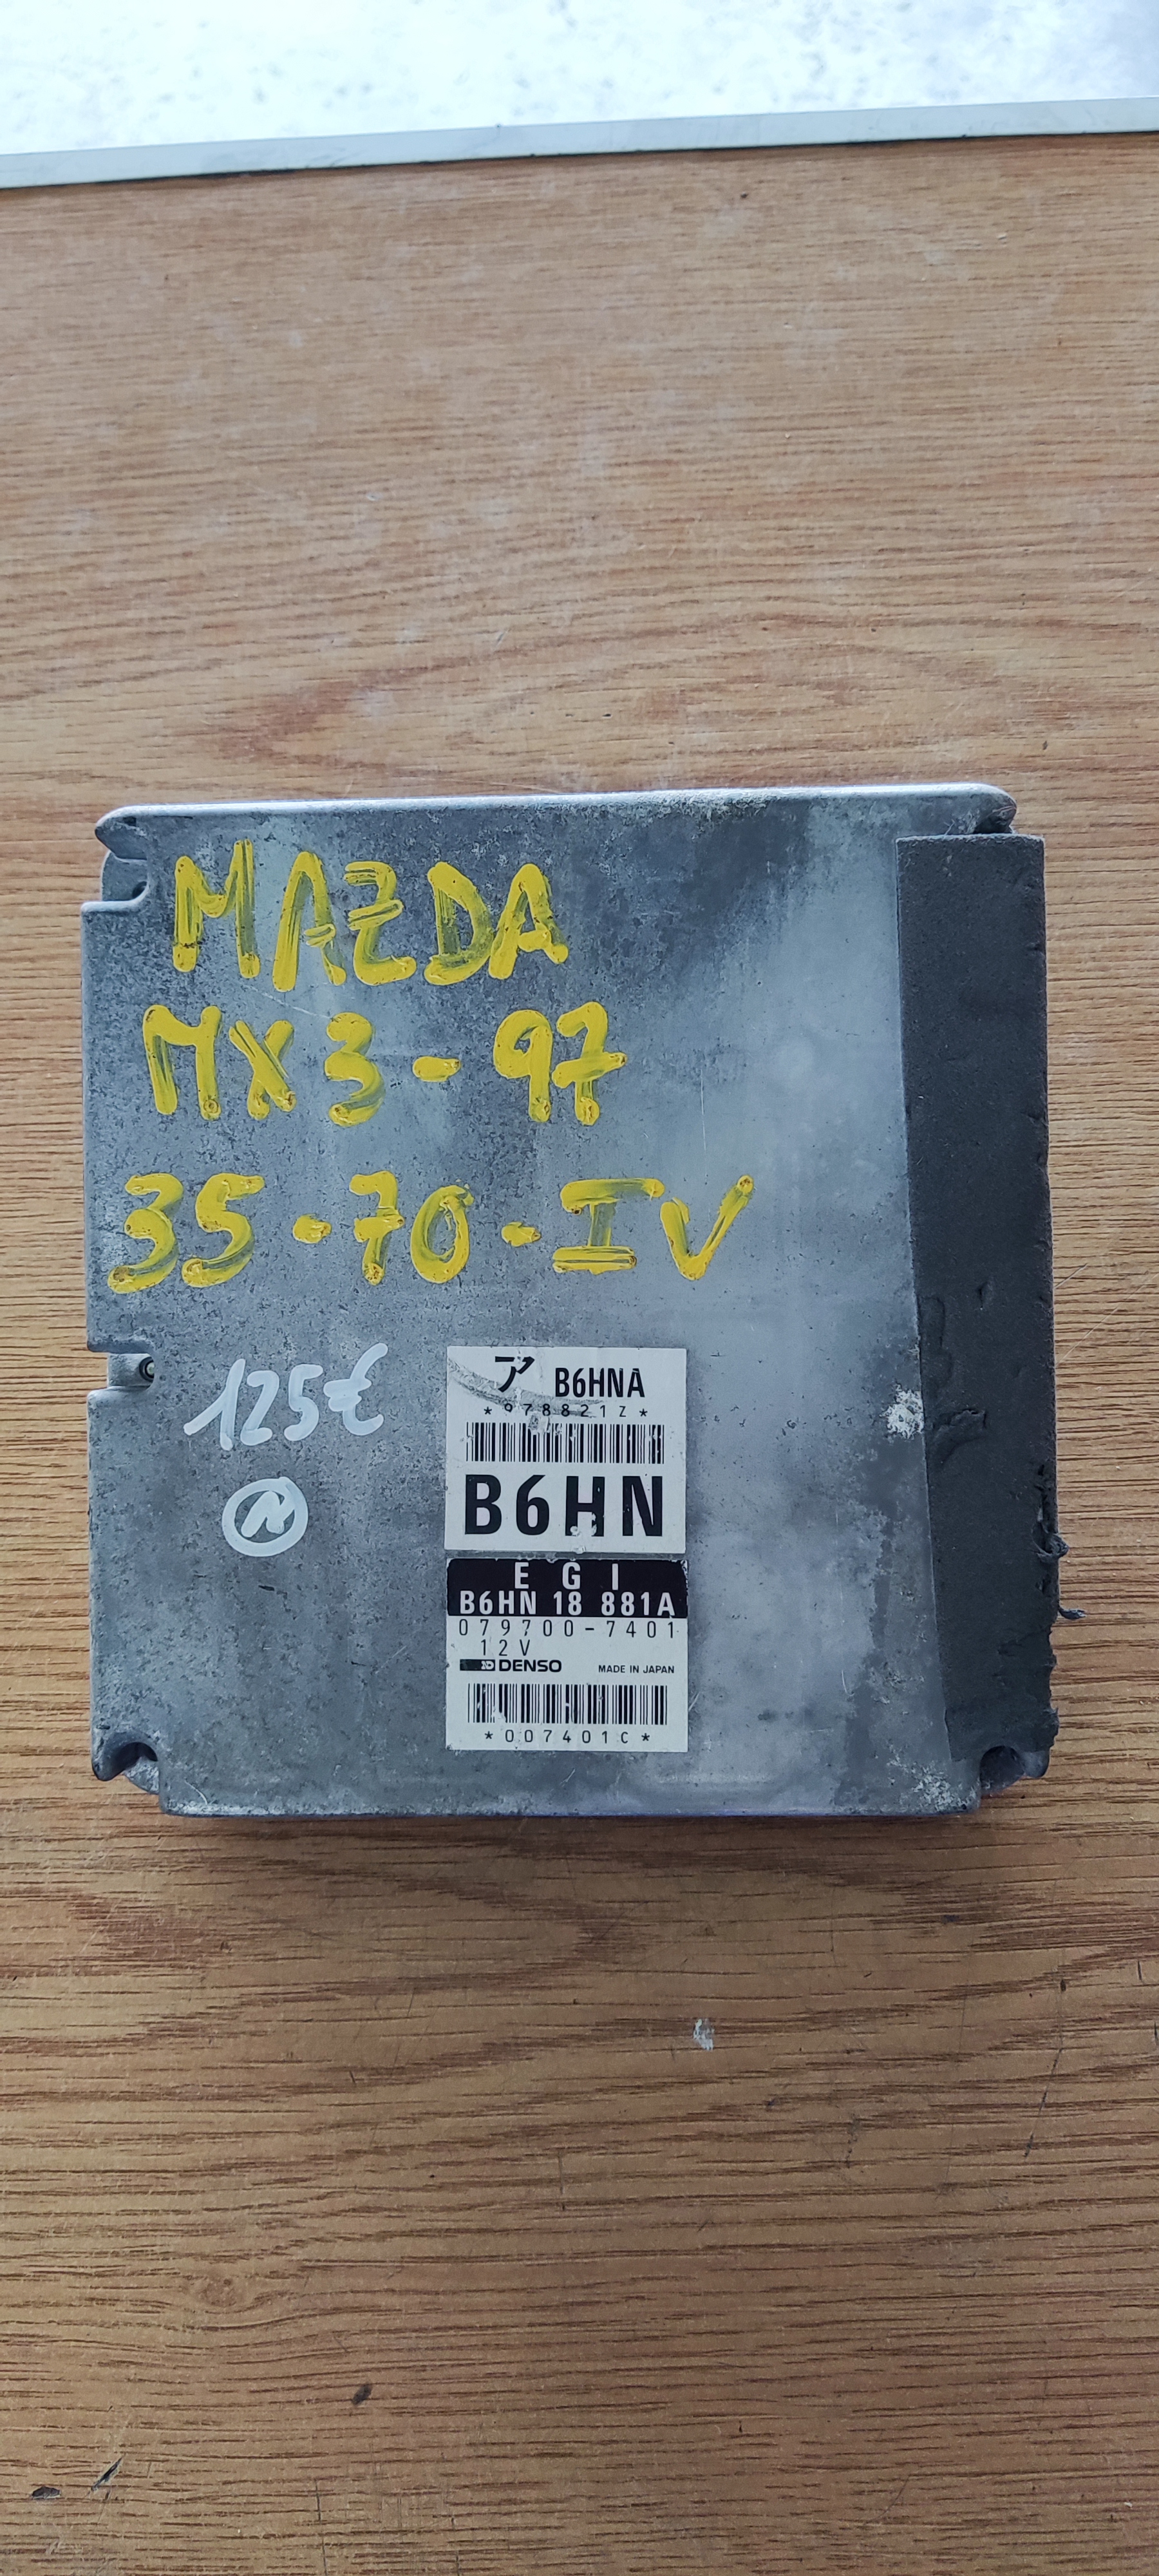 MAZDA
MX3-97
35-70-IV
125€
N
ア B6HNA
*978821Z*
B6HN
E G I
B6HN 18 881A
079700-7401
12V
DENSO MADE IN JAPAN
*007401C*